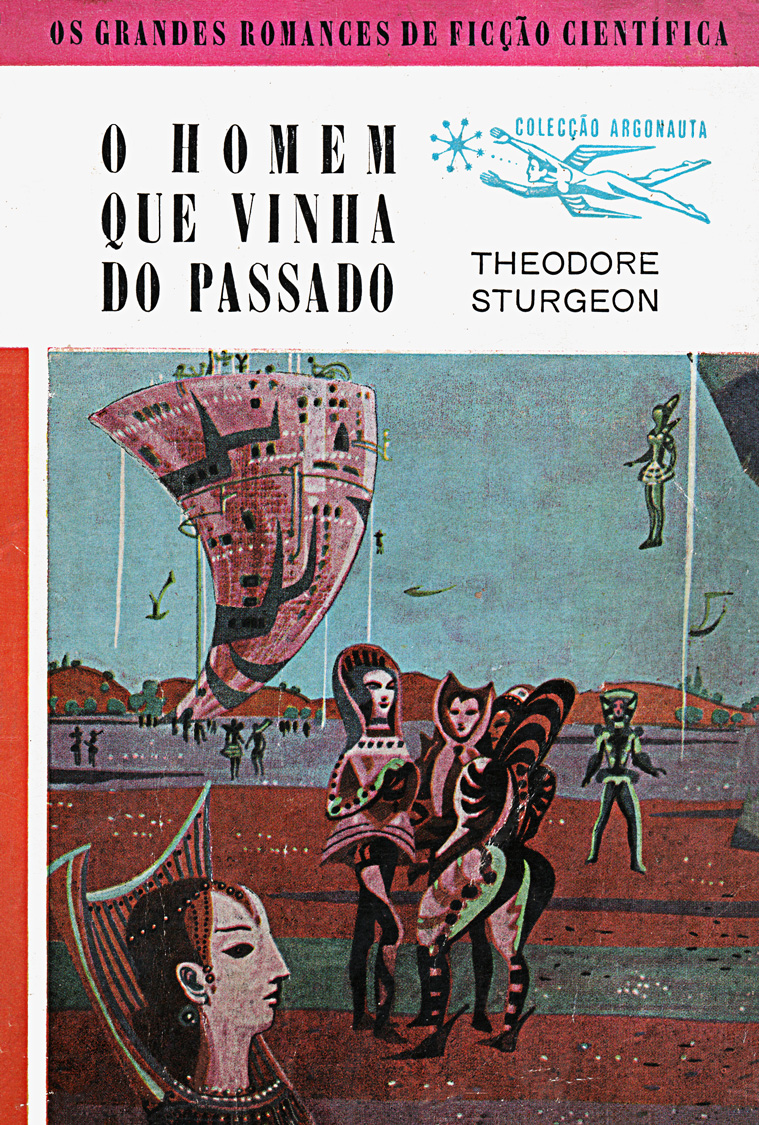 OS GRANDES ROMANCES DE FICÇÃO CIENTÍFICA
O HOMEM
QUE VINHA
DO PASSADO
COLECÇÃO ARGONAUTA
THEODORE
STURGEON